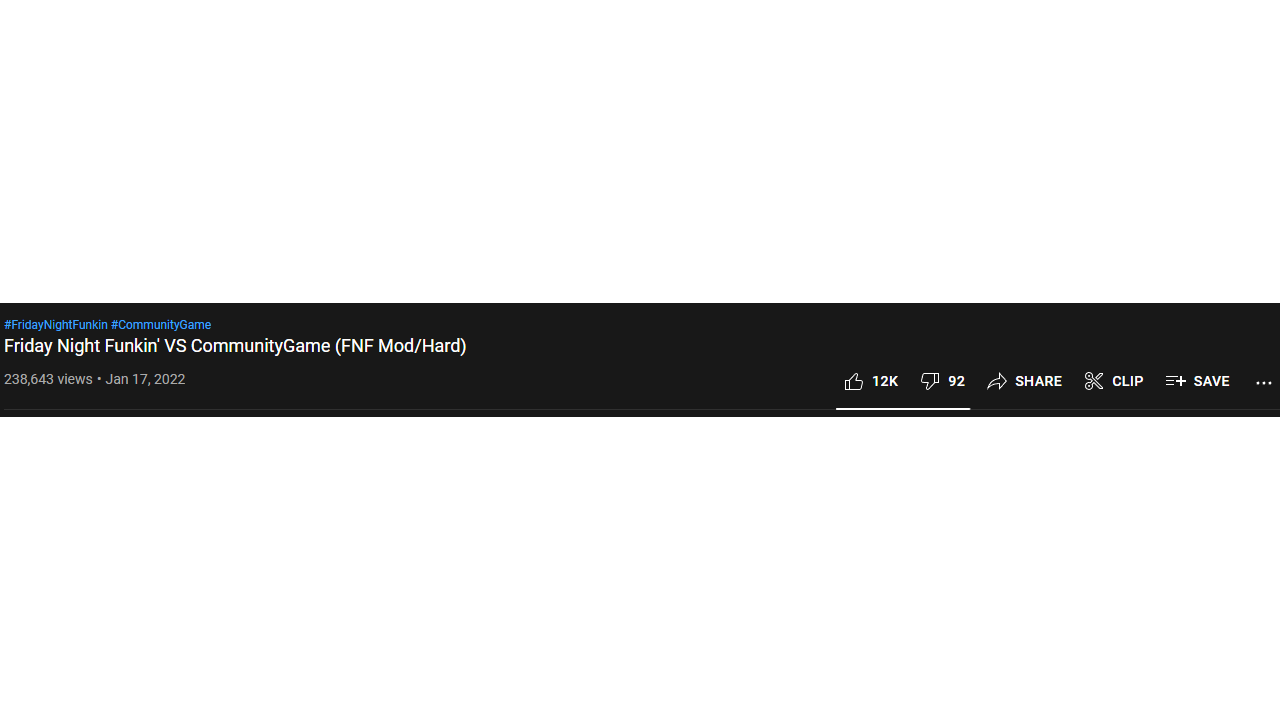 #FridayNightFunkin #CommunityGame
Friday Night Funkin' VS CommunityGame (FNF Mod/Hard)
238,643 views • Jan 17, 2022
12K 92 SHARE CLIP SAVE